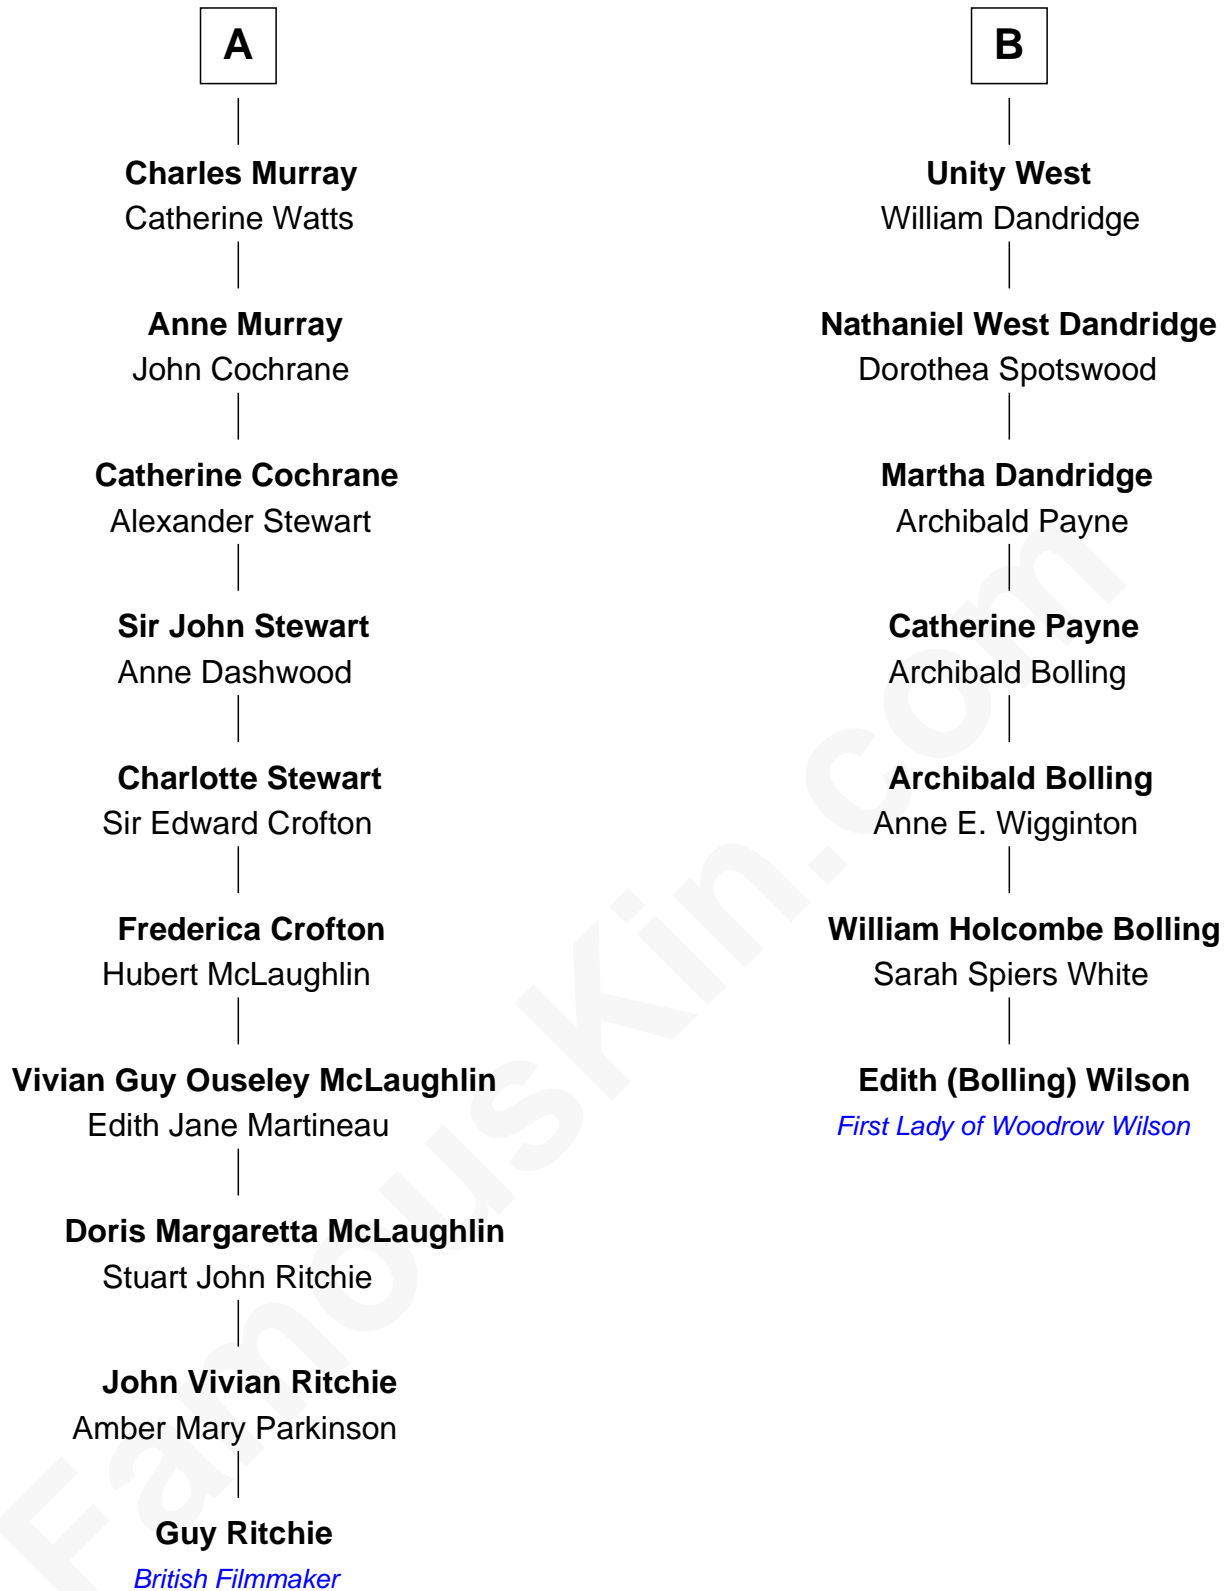 A
Charles Murray
Catherine Watts
Anne Murray
John Cochrane
Catherine Cochrane
Alexander Stewart
Sir John Stewart
Anne Dashwood
Charlotte Stewart
Sir Edward Crofton
Frederica Crofton
Hubert McLaughlin
Vivian Guy Ouseley McLaughlin
Edith Jane Martineau
Doris Margaretta McLaughlin
Stuart John Ritchie
John Vivian Ritchie
Amber Mary Parkinson
Guy Ritchie
British Filmmaker
B
Unity West
William Dandridge
Nathaniel West Dandridge
Dorothea Spotswood
Martha Dandridge
Archibald Payne
Catherine Payne
Archibald Bolling
Archibald Bolling
Anne E. Wigginton
William Holcombe Bolling
Sarah Spiers White
Edith (Bolling) Wilson
First Lady of Woodrow Wilson
FamousKin.com